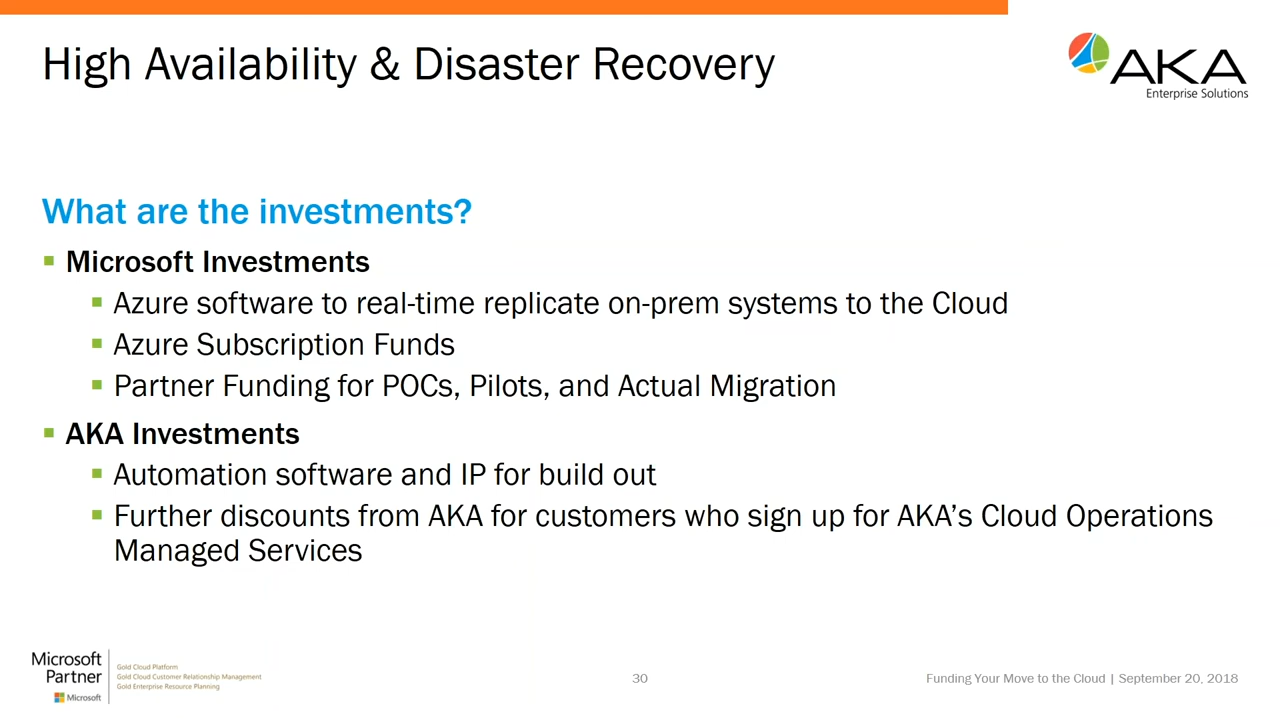 High Availability & Disaster Recovery
AKA
Enterprise Solutions
What are the investments?
Microsoft Investments
Azure software to real-time replicate on-prem systems to the Cloud
Azure Subscription Funds
Partner Funding for POCs, Pilots, and Actual Migration
AKA Investments
Automation software and IP for build out
Further discounts from AKA for customers who sign up for AKA’s Cloud Operations
Managed Services
Microsoft
Partner
Microsoft
Gold Cloud Platform
Gold Cloud Customer Relationship Management
Gold Enterprise Resource Planning
30
Funding Your Move to the Cloud | September 20, 2018